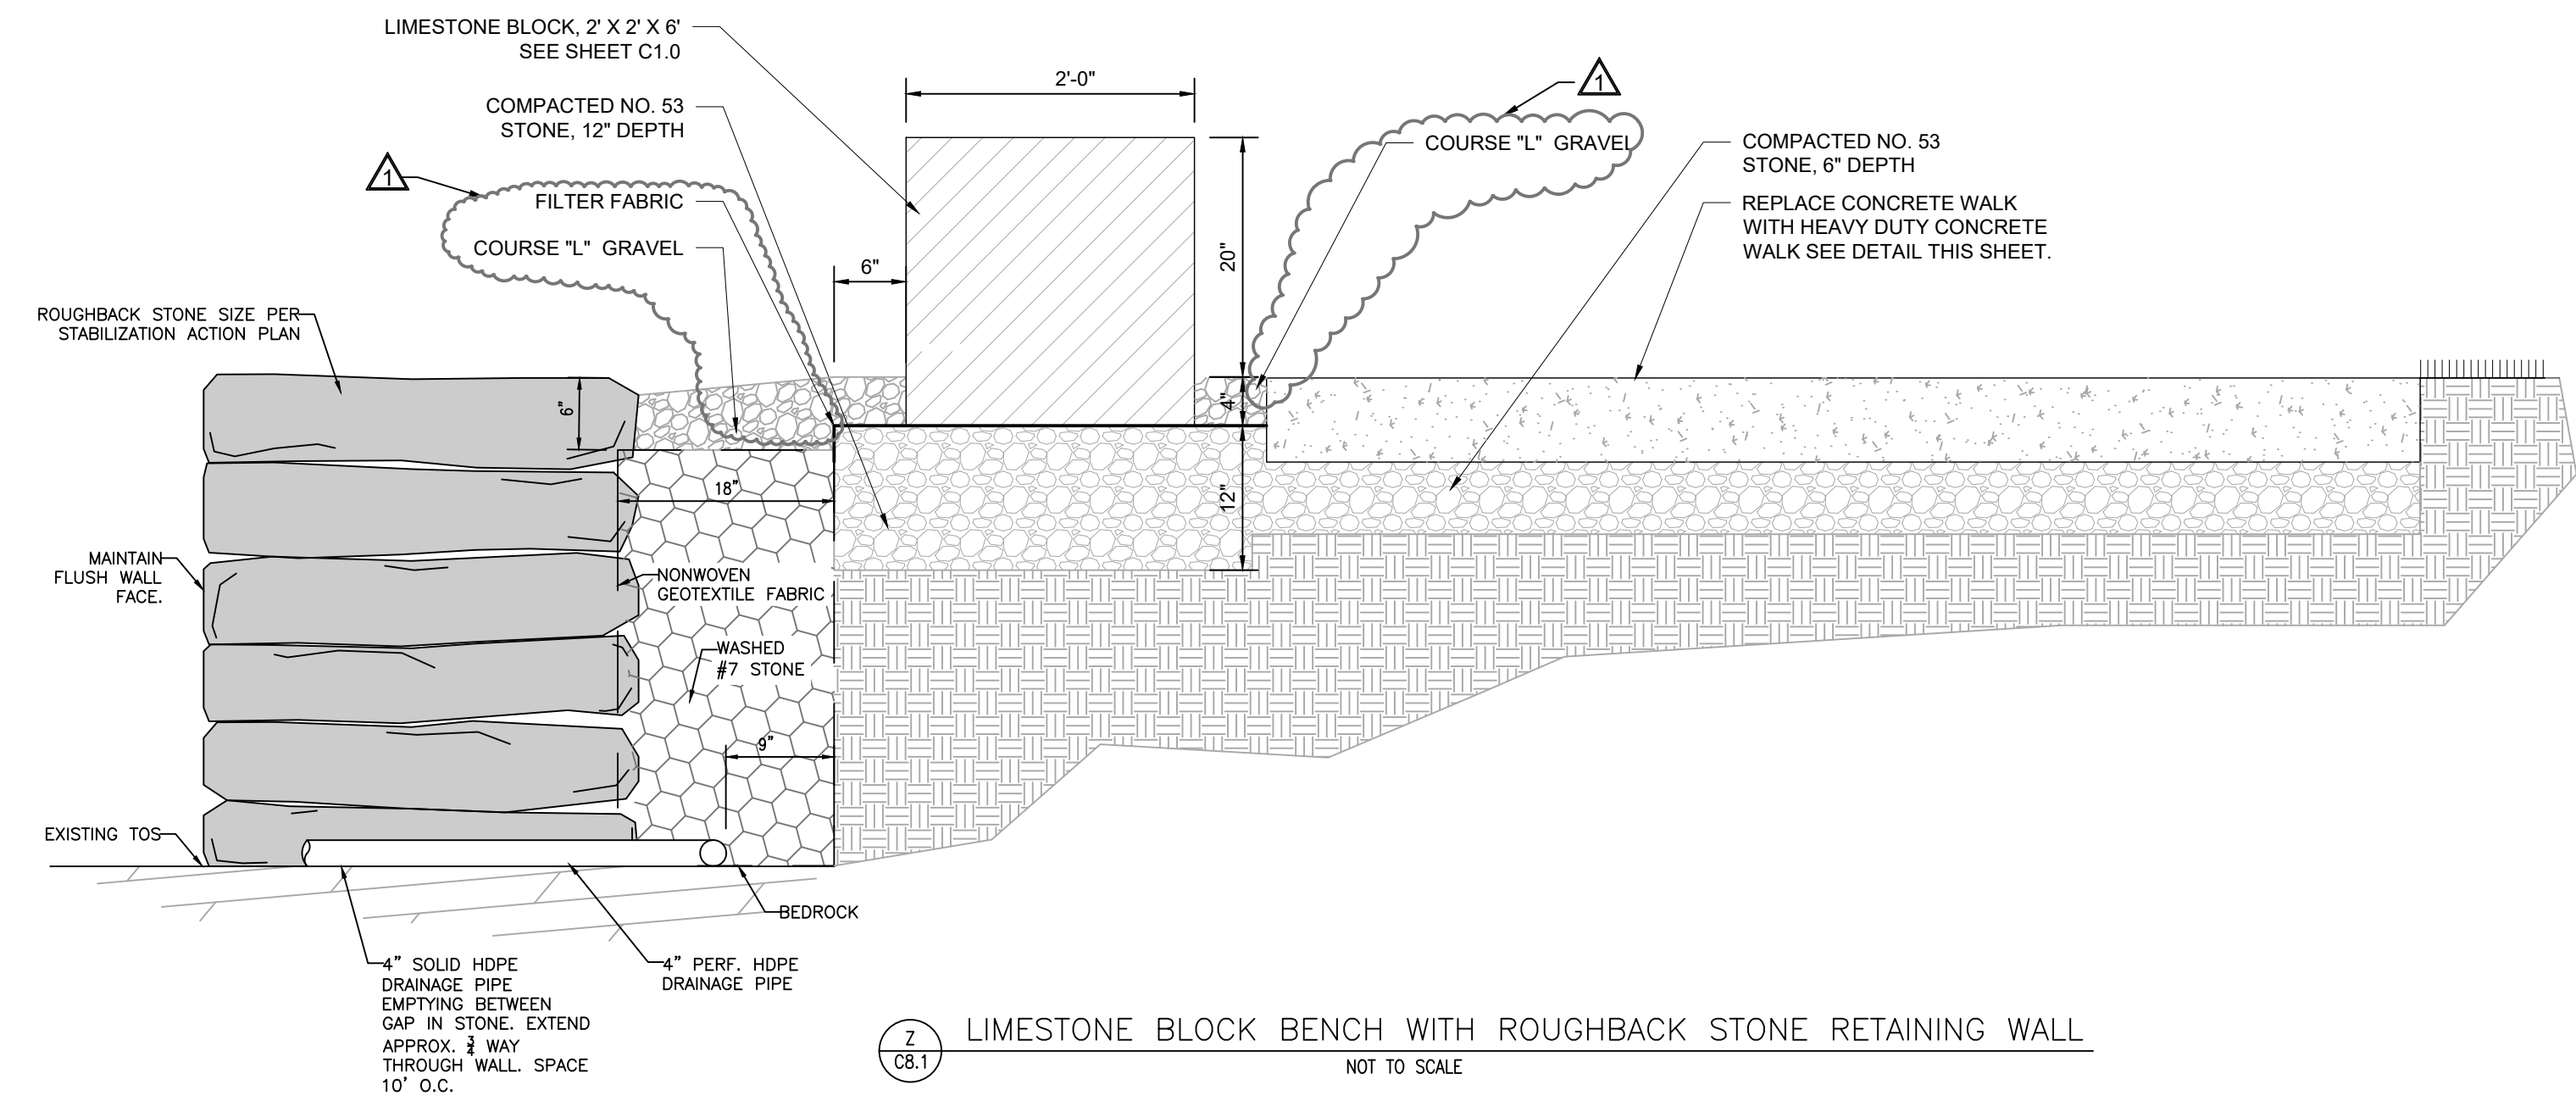 LIMESTONE BLOCK, 2' X 2' X 6'
SEE SHEET C1.0
COMPACTED NO. 53
STONE, 12" DEPTH
1
FILTER FABRIC
COURSE "L" GRAVEL
2'-0"
6"
20"
4"
12"
1
COURSE "L" GRAVEL
COMPACTED NO. 53
STONE, 6" DEPTH
REPLACE CONCRETE WALK
WITH HEAVY DUTY CONCRETE
WALK SEE DETAIL THIS SHEET.
ROUGHBACK STONE SIZE PER
STABILIZATION ACTION PLAN
6"
18"
MAINTAIN
FLUSH WALL
FACE.
NONWOVEN
GEOTEXTILE FABRIC
WASHED
#7 STONE
9"
EXISTING TOS
BEDROCK
4" SOLID HDPE
DRAINAGE PIPE
EMPTYING BETWEEN
GAP IN STONE. EXTEND
APPROX. 3/4 WAY
THROUGH WALL. SPACE
10' O.C.
4" PERF. HDPE
DRAINAGE PIPE
Z
C8.1
LIMESTONE BLOCK BENCH WITH ROUGHBACK STONE RETAINING WALL
NOT TO SCALE